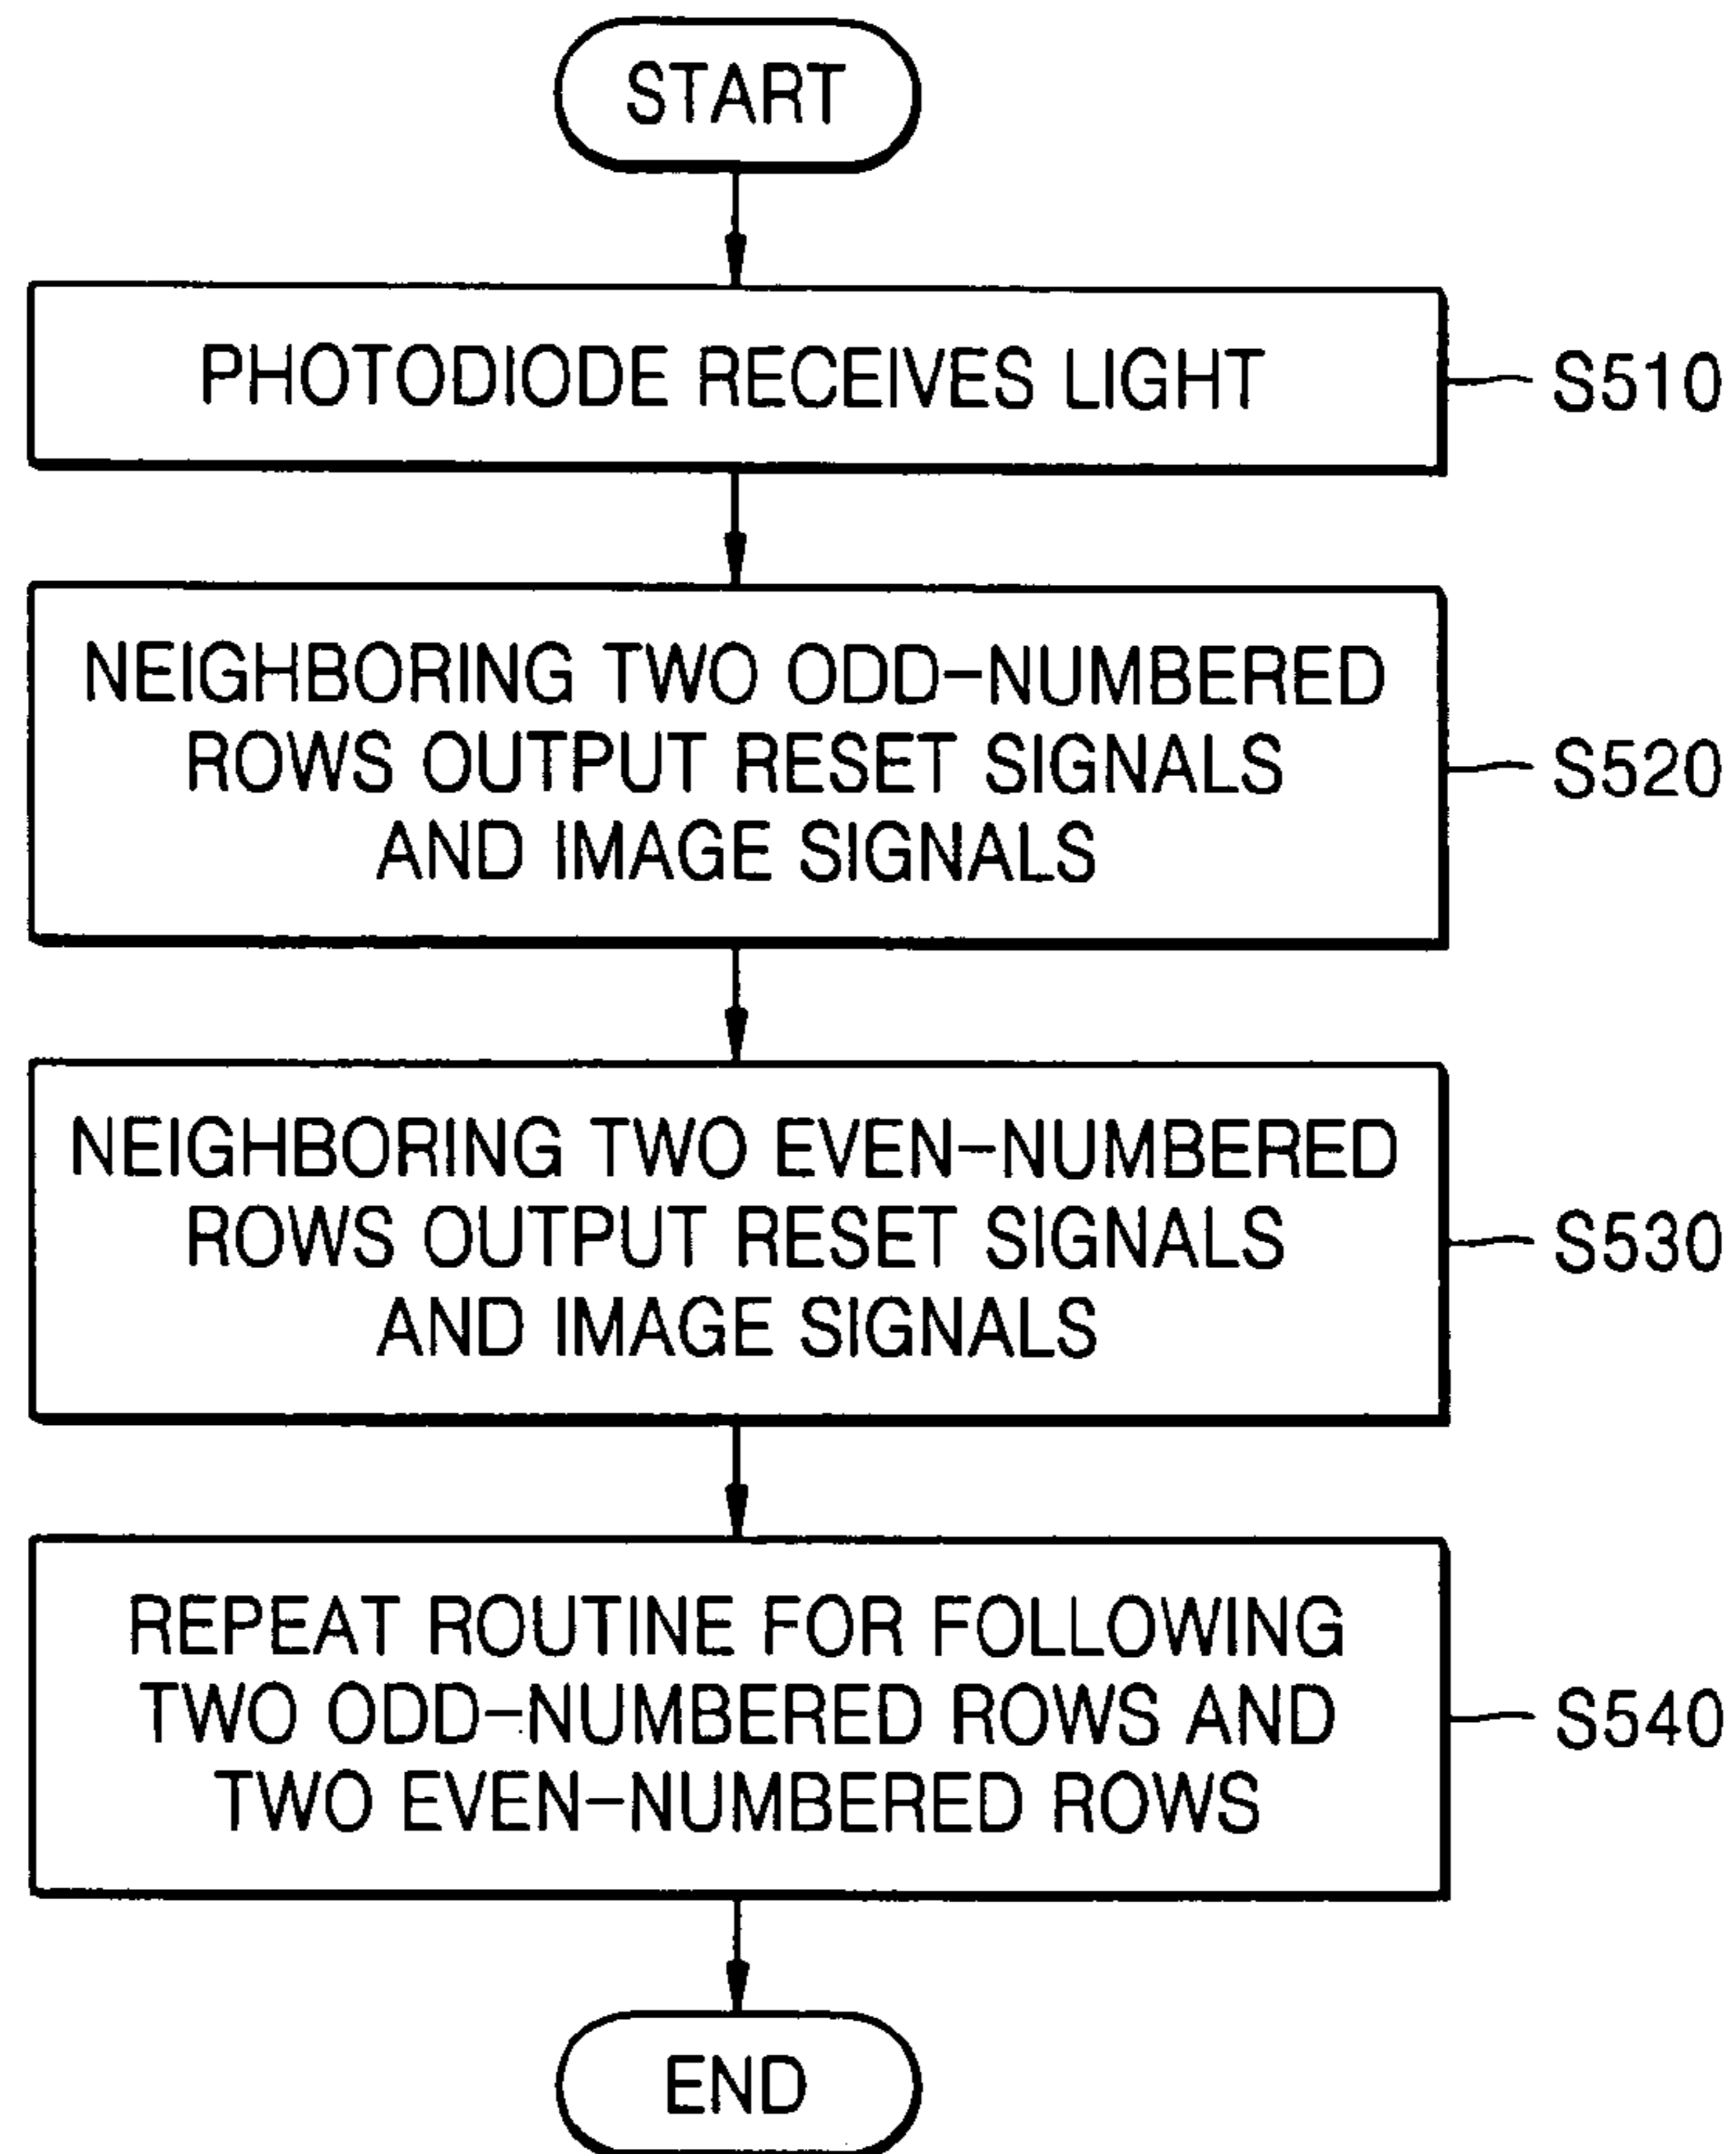 START
PHOTODIODE RECEIVES LIGHT
S510
NEIGHBORING TWO ODD-NUMBERED
ROWS OUTPUT RESET SIGNALS
AND IMAGE SIGNALS
S520
NEIGHBORING TWO EVEN-NUMBERED
ROWS OUTPUT RESET SIGNALS
AND IMAGE SIGNALS
S530
REPEAT ROUTINE FOR FOLLOWING
TWO ODD-NUMBERED ROWS AND
TWO EVEN-NUMBERED ROWS
S540
END